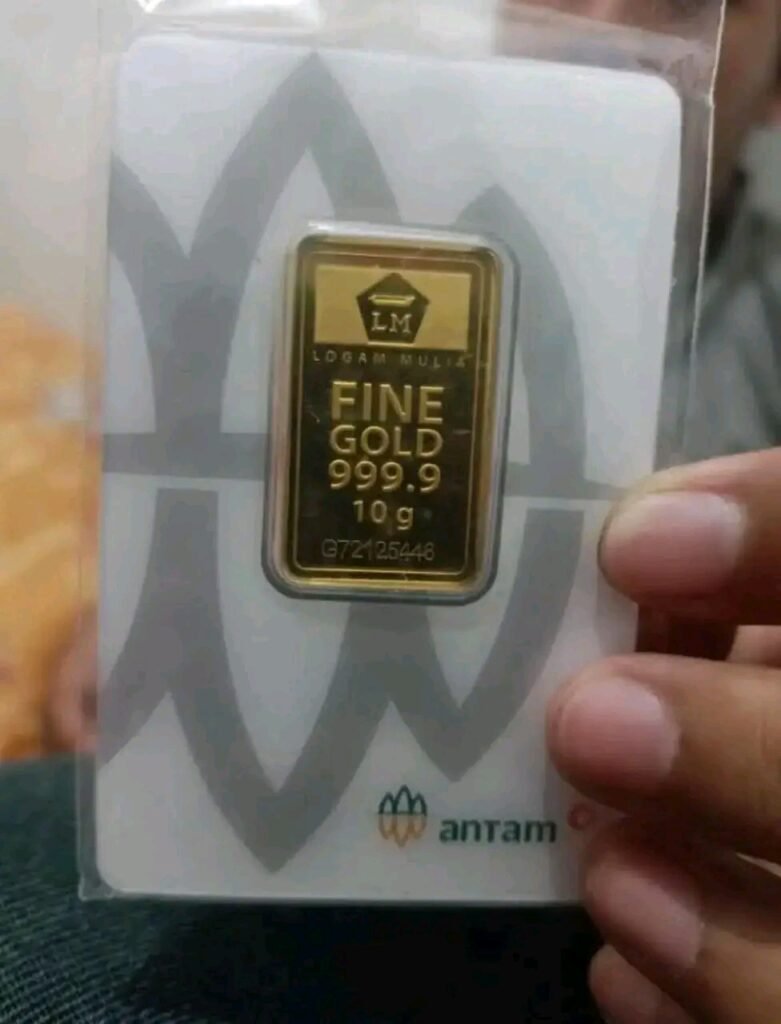 LM
LOGAM MULIA
FINE
GOLD
999.9
10 g
G72125446
antam